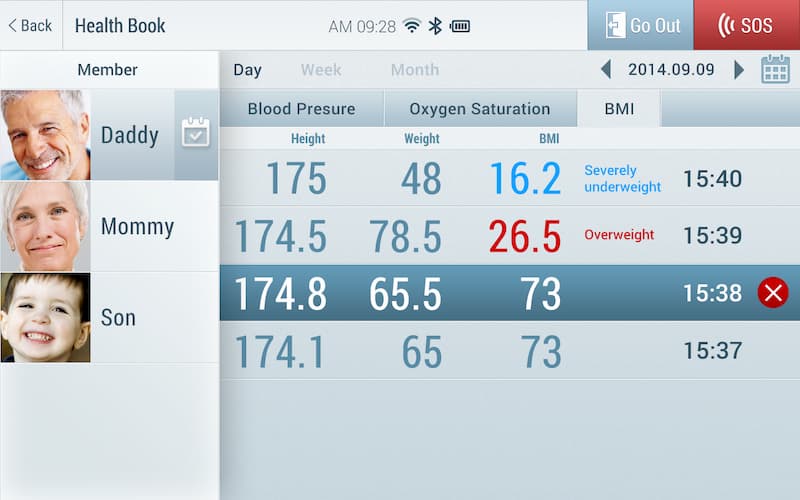 Back Health Book AM 09:28 Go Out SOS
Member Day Week Month 2014.09.09
Blood Presure Oxygen Saturation BMI
Height Weight BMI
Daddy
175 48 16.2 Severely
underweight 15:40
Mommy
174.5 78.5 26.5 Overweight 15:39
Son
174.8 65.5 73 15:38
174.1 65 73 15:37